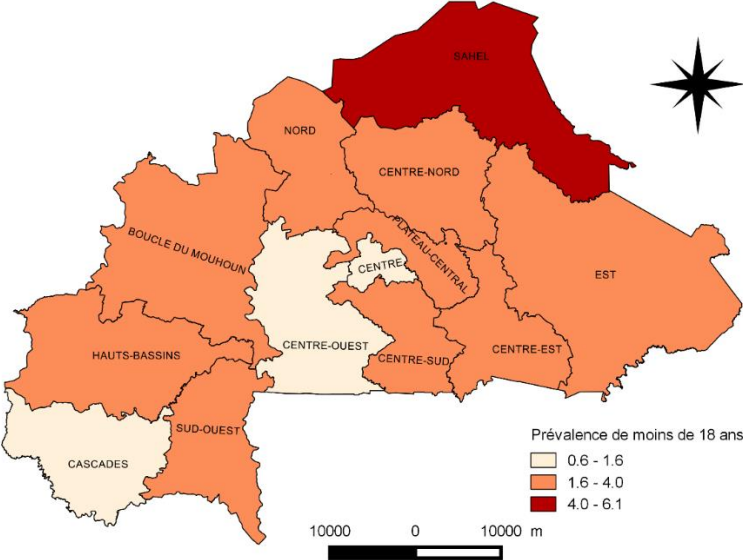 SAHEL
NORD
CENTRE-NORD
PLATEAU-CENTRAL
BOUCLE DU MOUHOUN
CENTRE
EST
CENTRE-OUEST
HAUTS-BASSINS
CENTRE-SUD
CENTRE-EST
SUD-OUEST
CASCADES
Prévalence de moins de 18 ans
0.6 - 1.6
1.6 - 4.0
4.0 - 6.1
10000 0 10000 m